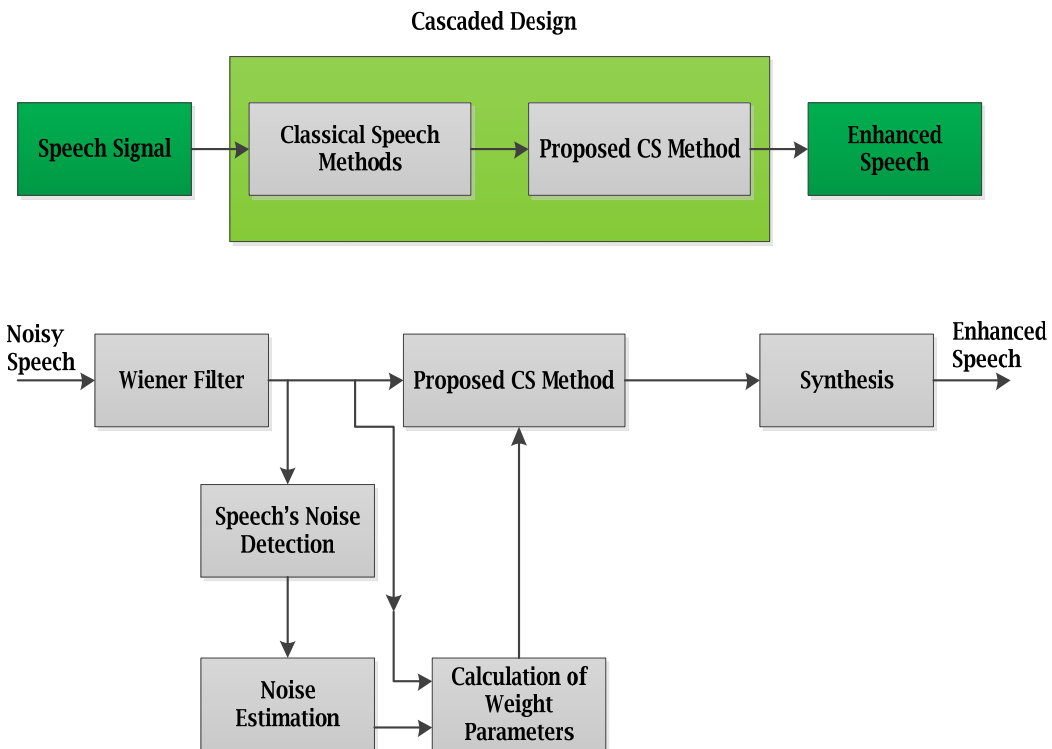 Cascaded Design
Speech Signal
Classical Speech
Methods
Proposed CS Method
Enhanced
Speech
Noisy
Speech
Wiener Filter
Proposed CS Method
Synthesis
Enhanced
Speech
Speech's Noise
Detection
Noise
Estimation
Calculation of
Weight
Parameters